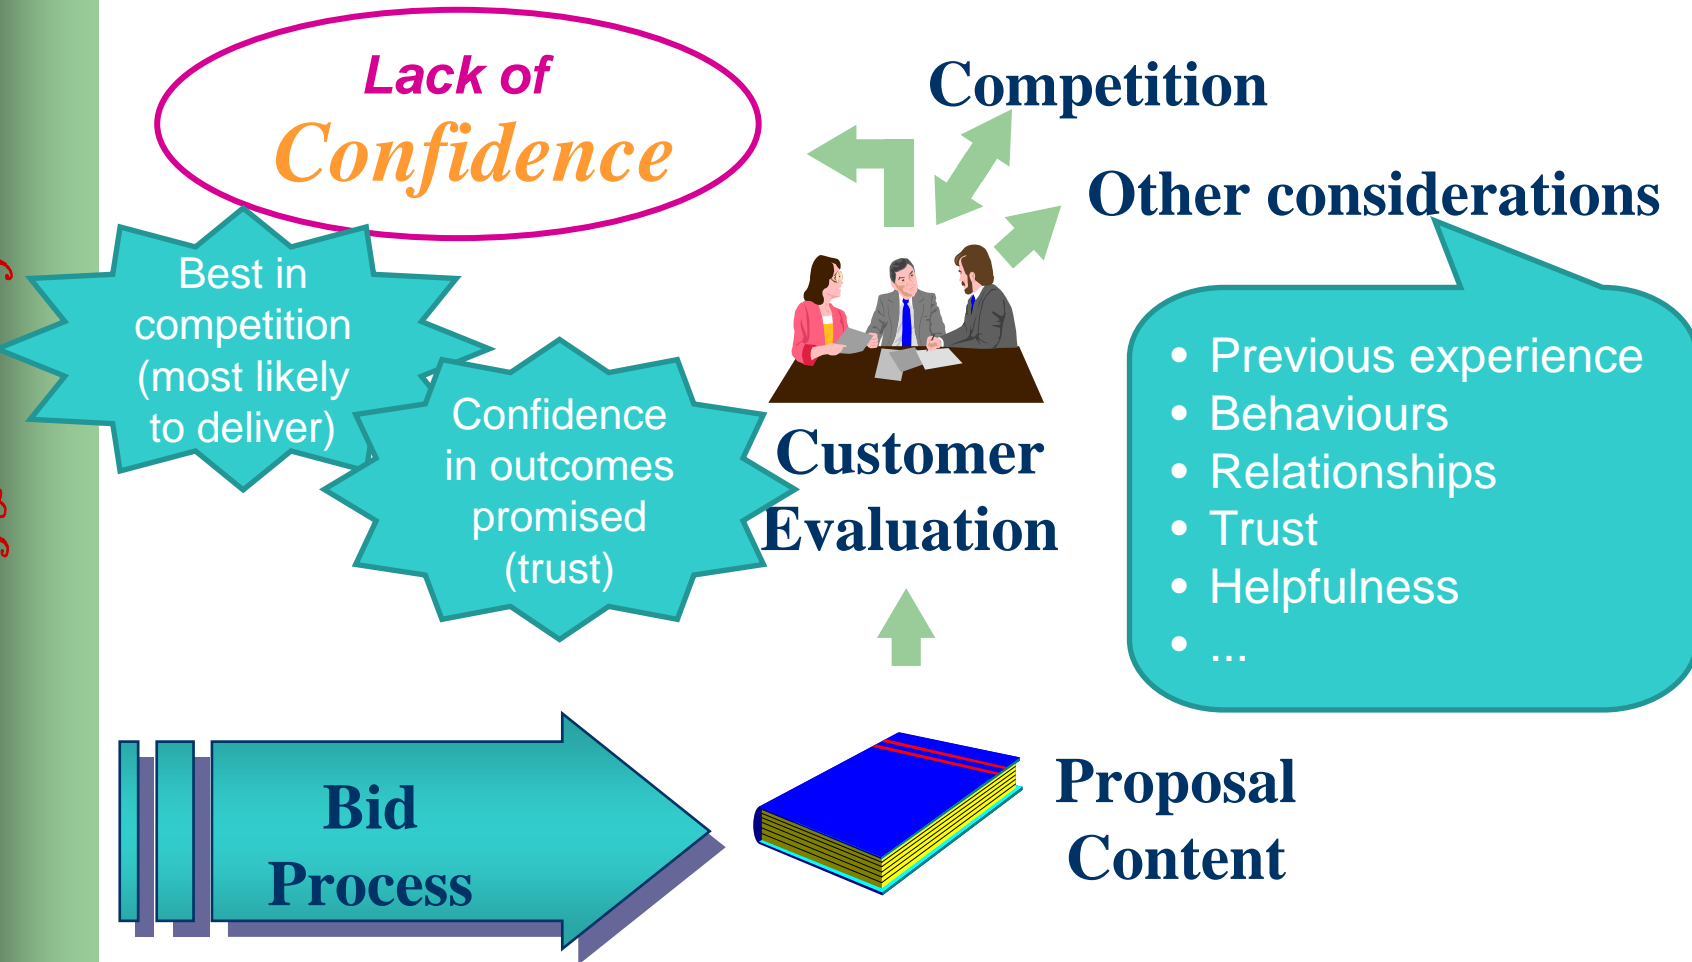 Lack of
Confidence
Competition
Other considerations
Best in
competition
(most likely
to deliver)
Confidence
in outcomes
promised
(trust)
Customer
Evaluation
• Previous experience
• Behaviours
• Relationships
• Trust
• Helpfulness
• ...
Bid
Process
Proposal
Content